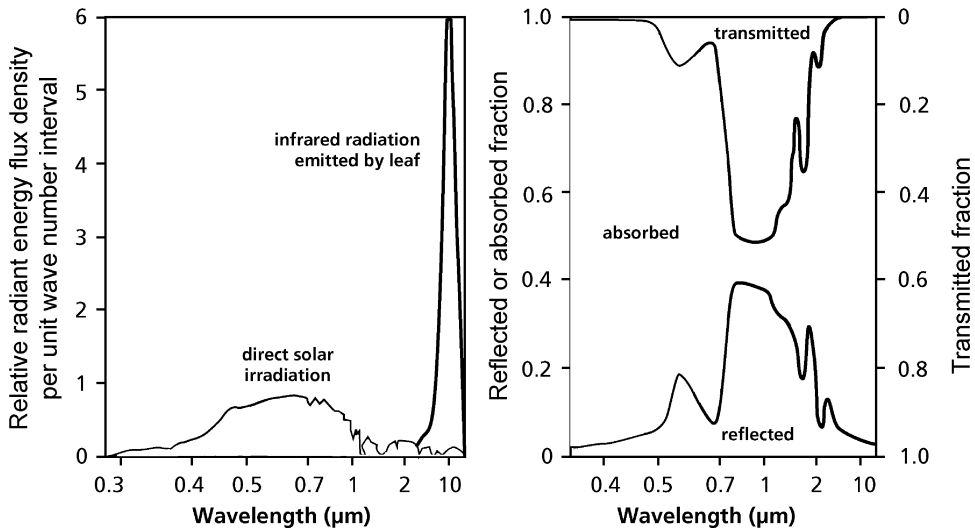 Relative radiant energy flux density
per unit wave number interval
6
5
4
3
2
1
0
infrared radiation
emitted by leaf
direct solar
irradiation
0.3
0.4
0.5
0.7
1
2
10
Wavelength (µm)
Reflected or absorbed fraction
1.0
0.8
0.6
0.4
0.2
0
transmitted
absorbed
reflected
0.4
0.5
0.7
1
2
10
Wavelength (µm)
0
0.2
0.4
0.6
0.8
1.0
Transmitted fraction